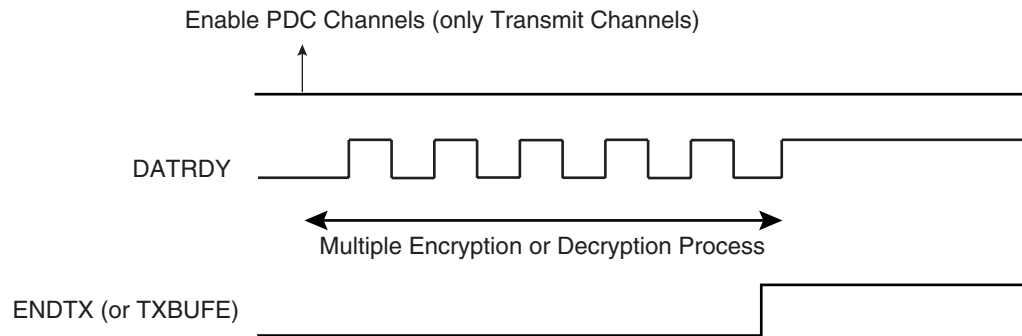 Enable PDC Channels (only Transmit Channels)
DATRDY
Multiple Encryption or Decryption Process
ENDTX (or TXBUFE)